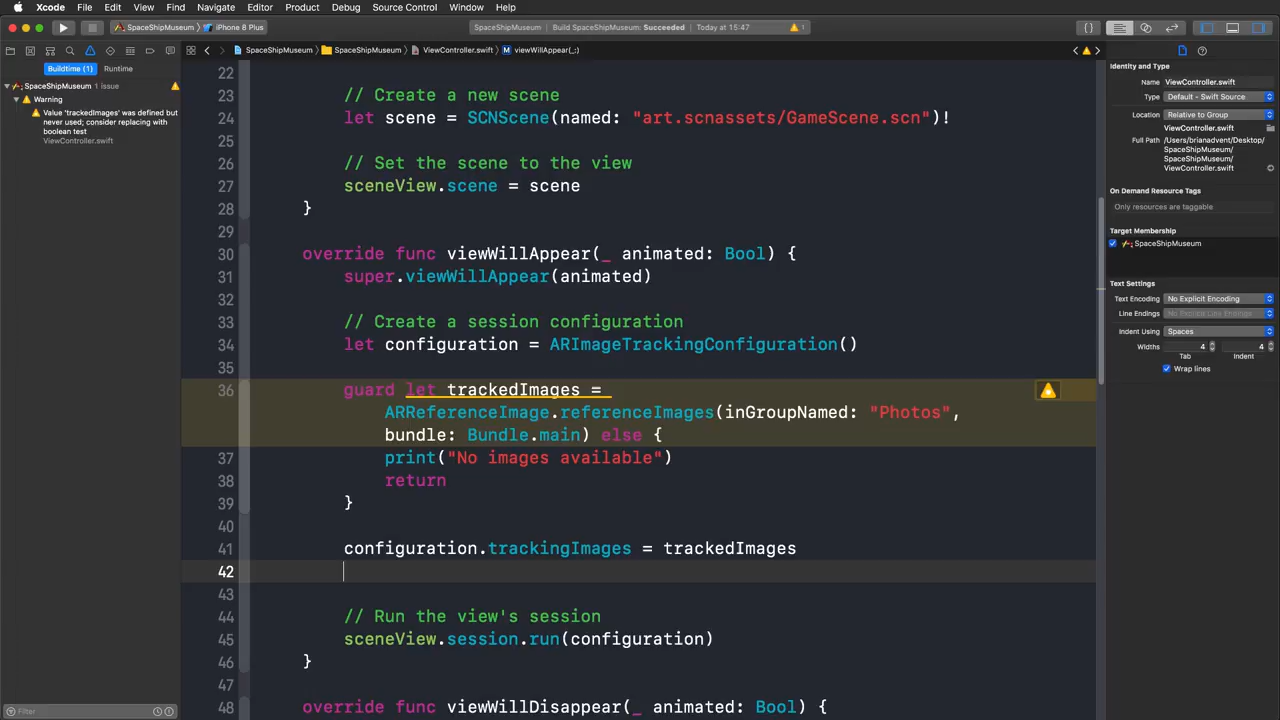 Xcode File Edit View Find Navigate Editor Product Debug Source Control Window Help
SpaceShipMuseum iPhone 8 Plus
SpaceShipMuseum | Build SpaceShipMuseum: Succeeded | Today at 15:47 1
SpaceShipMuseum SpaceShipMuseum ViewController.swift M viewWillAppear(_:)
Buildtime (1) Runtime
SpaceShipMuseum 1 issue
Warning
Value 'trackedImages' was defined but
never used; consider replacing with
boolean test
ViewController.swift
Filter
22
23 // Create a new scene
24 let scene = SCNScene(named: "art.scnassets/GameScene.scn")!
25
26 // Set the scene to the view
27 sceneView.scene = scene
28 }
29
30 override func viewWillAppear(_ animated: Bool) {
31 super.viewWillAppear(animated)
32
33 // Create a session configuration
34 let configuration = ARImageTrackingConfiguration()
35
36 guard let trackedImages =
ARReferenceImage.referenceImages(inGroupNamed: "Photos",
bundle: Bundle.main) else {
37 print("No images available")
38 return
39 }
40
41 configuration.trackingImages = trackedImages
42
43
44 // Run the view's session
45 sceneView.session.run(configuration)
46 }
47
48 override func viewWillDisappear(_ animated: Bool) {
Identity and Type
Name ViewController.swift
Type Default - Swift Source
Location Relative to Group
ViewController.swift
Full Path /Users/brianadvent/Desktop/
SpaceShipMuseum/
SpaceShipMuseum/
ViewController.swift
On Demand Resource Tags
Only resources are taggable
Target Membership
SpaceShipMuseum
Text Settings
Text Encoding No Explicit Encoding
Line Endings No Explicit Line Endings
Indent Using Spaces
Widths 4 4
Tab Indent
Wrap lines